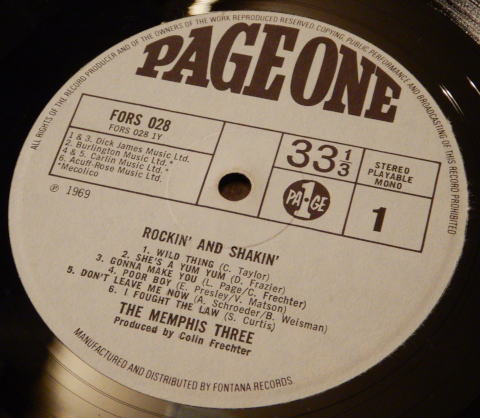 ALL RIGHTS OF THE RECORD PRODUCER AND OF THE OWNERS OF THE WORK REPRODUCED RESERVED. COPYING, PUBLIC PERFORMANCE AND BROADCASTING OF THIS RECORD PROHIBITED
PAGE ONE
FORS 028
FORS 028 1Y
1 & 3. Dick James Music Ltd.
2. Burlington Music Ltd.*
4 & 5. Carlin Music Ltd.*
6. Acuff-Rose Music Ltd.
*Mecolico
33 1/3
STEREO
PLAYABLE
MONO
PAGE 1
1
℗ 1969
ROCKIN' AND SHAKIN'
1. WILD THING (C. Taylor)
2. SHE'S A YUM YUM (D. Frazier)
3. GONNA MAKE YOU (L. Page/C. Frechter)
4. POOR BOY (E. Presley/V. Matson)
5. DON'T LEAVE ME NOW (A. Schroeder/B. Weisman)
6. I FOUGHT THE LAW (S. Curtis)
THE MEMPHIS THREE
Produced by Colin Frechter
MANUFACTURED AND DISTRIBUTED BY FONTANA RECORDS